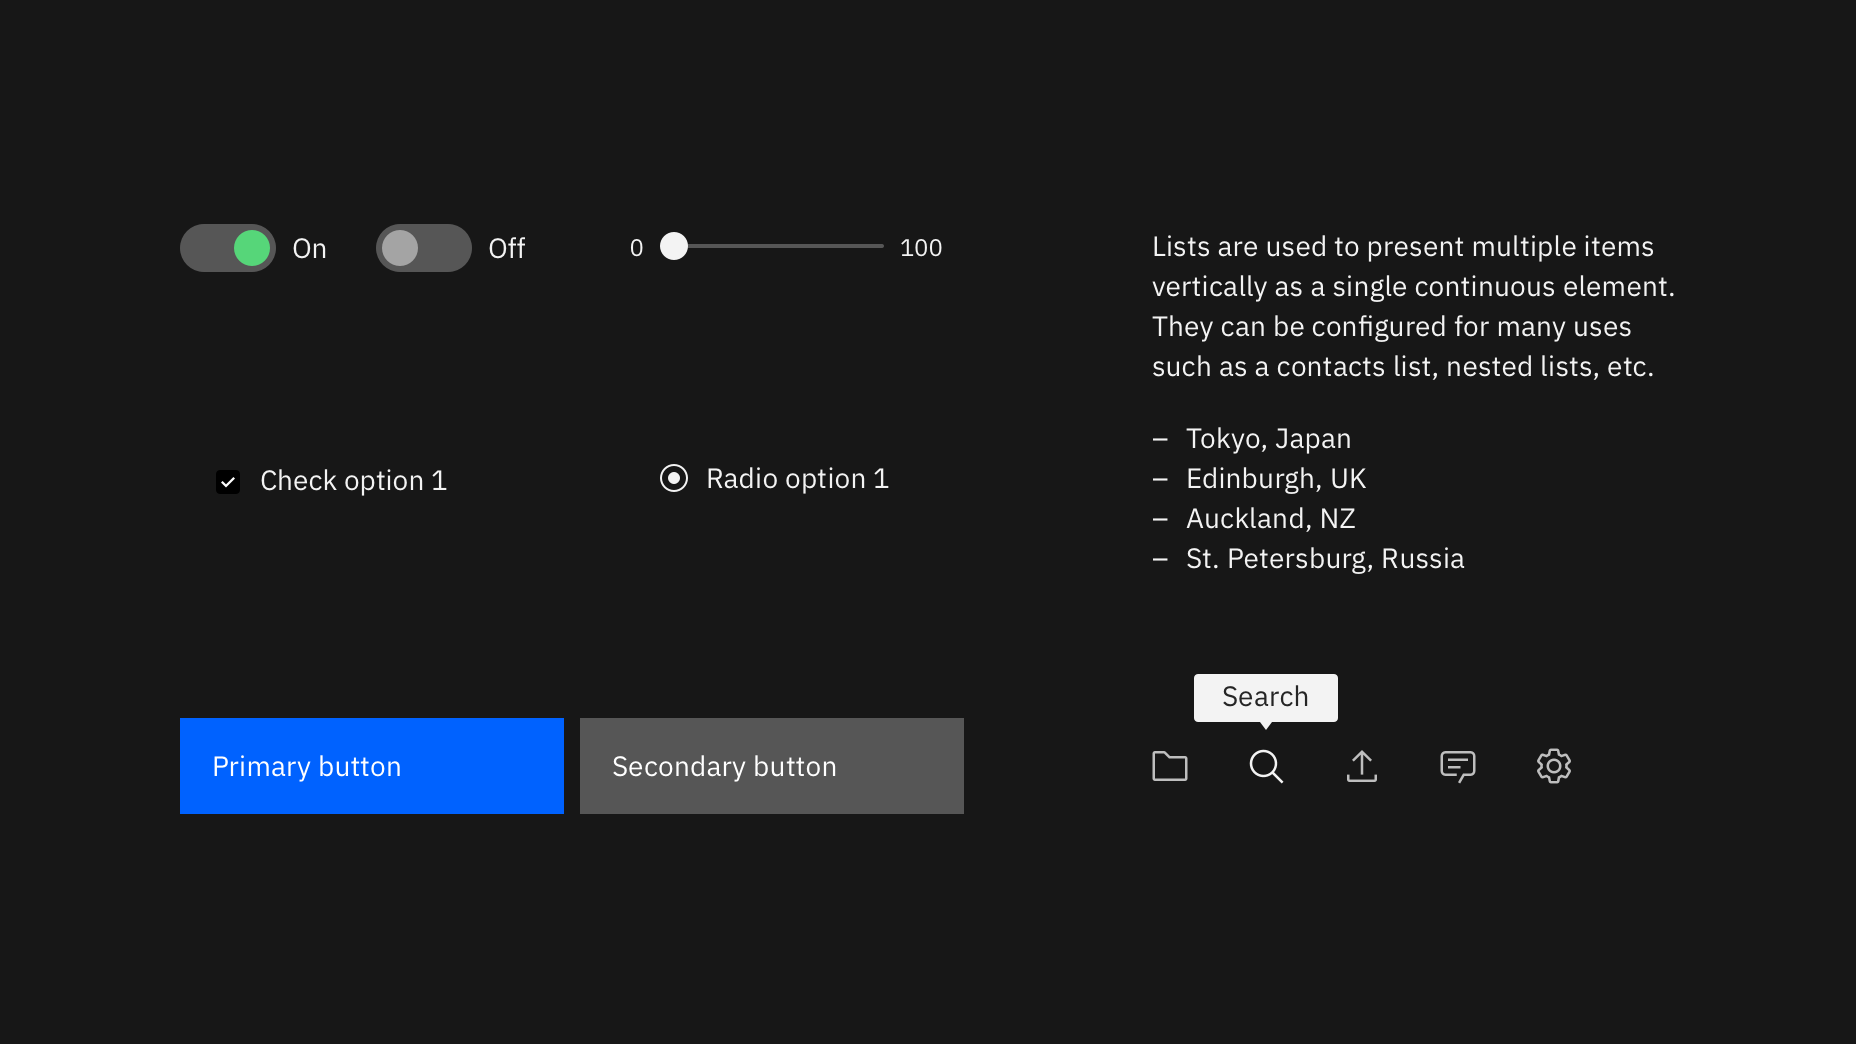 On
Off
0
100
Lists are used to present multiple items
vertically as a single continuous element.
They can be configured for many uses
such as a contacts list, nested lists, etc.
Check option 1
Radio option 1
– Tokyo, Japan
– Edinburgh, UK
– Auckland, NZ
– St. Petersburg, Russia
Primary button
Secondary button
Search